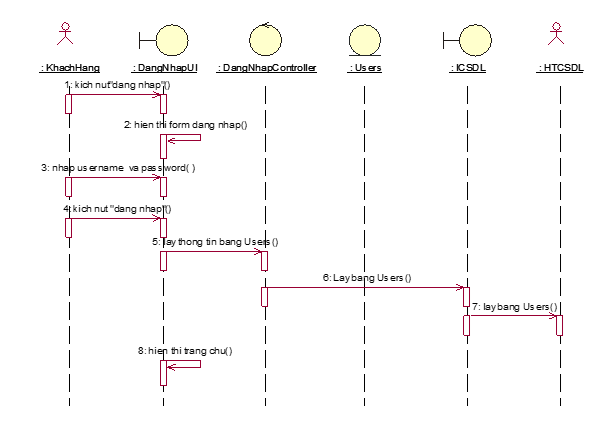 : KhachHang
: DangNhapUI
: DangNhapController
: Users
: ICSDL
: HTCSDL
1: kich nut"dang nhap"()
2: hien thi form dang nhap()
3: nhap username va password( )
4: kich nut "dang nhap"()
5: lay thong tin bang Users()
6: Lay bang Users()
7: lay bang Users()
8: hien thi trang chu()